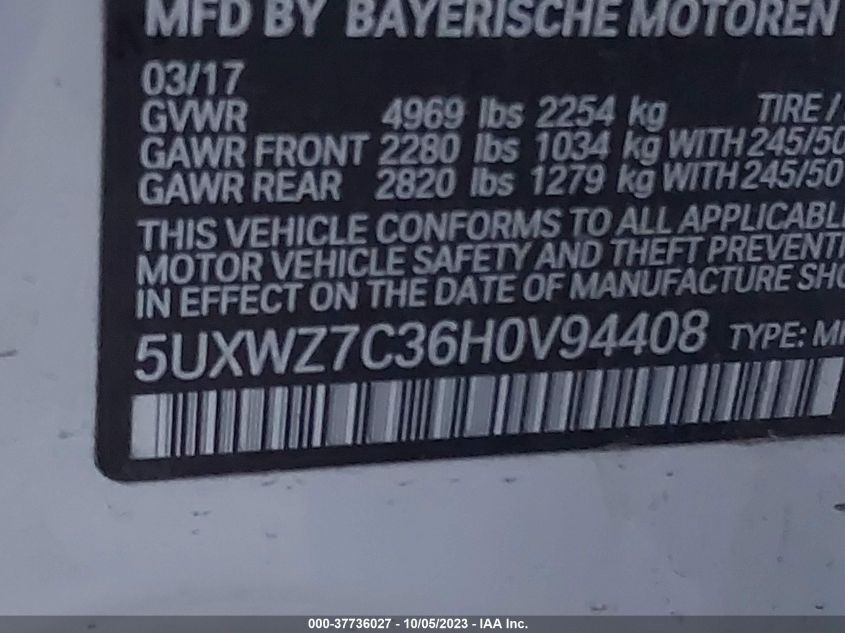 MFD BY BAYERISCHE MOTOREN
03/17
GVWR 4969 lbs 2254 kg TIRE /
GAWR FRONT 2280 lbs 1034 kg WITH 245/50
GAWR REAR 2820 lbs 1279 kg WITH 245/50
THIS VEHICLE CONFORMS TO ALL APPLICABL
MOTOR VEHICLE SAFETY AND THEFT PREVENTI
IN EFFECT ON THE DATE OF MANUFACTURE SHO
5UXWZ7C36H0V94408 TYPE: M
000-37736027 - 10/05/2023 - IAA Inc.